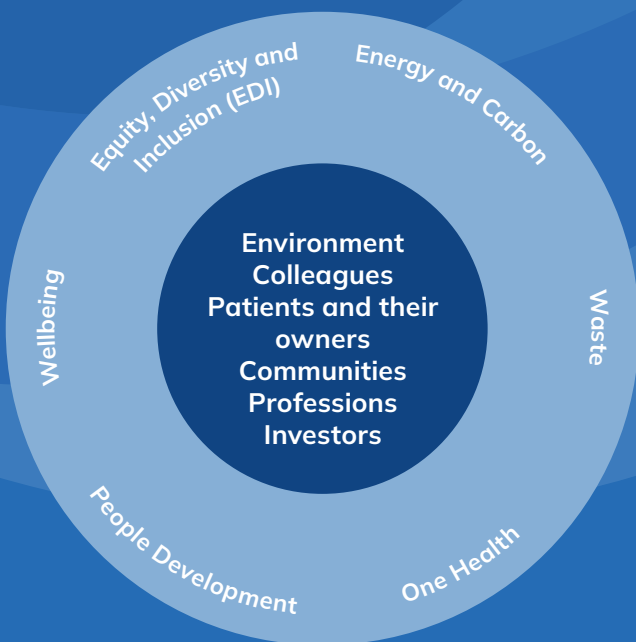 Equity, Diversity and
Inclusion (EDI)
Energy and Carbon
Waste
One Health
People Development
Wellbeing
Environment
Colleagues
Patients and their
owners
Communities
Professions
Investors